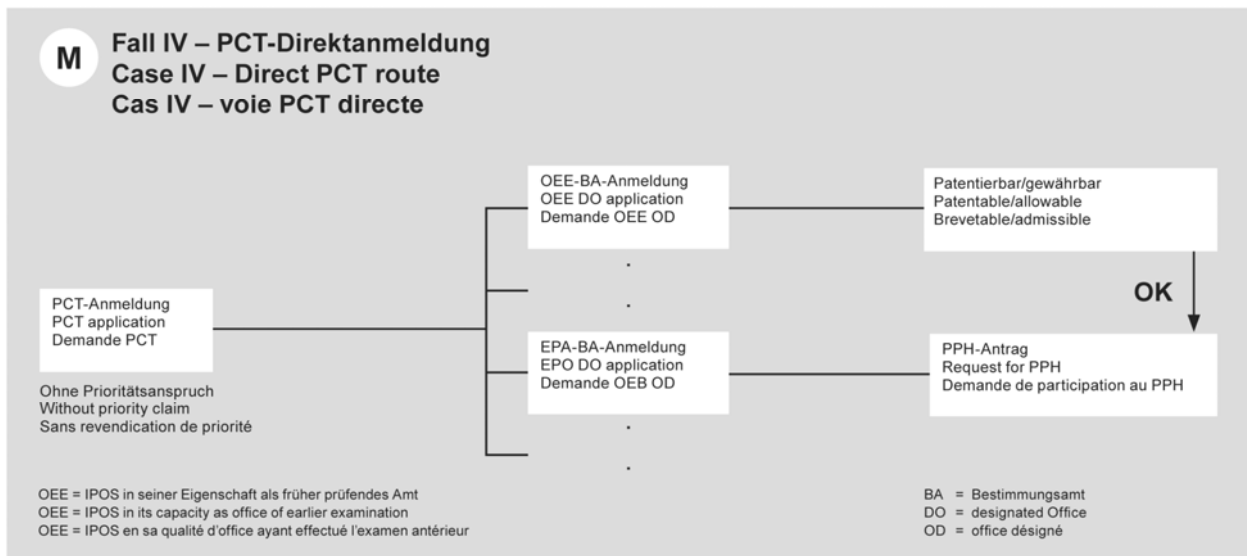 M
Fall IV – PCT-Direktanmeldung
Case IV – Direct PCT route
Cas IV – voie PCT directe
OEE-BA-Anmeldung
OEE DO application
Demande OEE OD
Patentierbar/gewährbar
Patentable/allowable
Brevetable/admissible
OK
PCT-Anmeldung
PCT application
Demande PCT
EPA-BA-Anmeldung
EPO DO application
Demande OEB OD
PPH-Antrag
Request for PPH
Demande de participation au PPH
Ohne Prioritätsanspruch
Without priority claim
Sans revendication de priorité
OEE = IPOS in seiner Eigenschaft als früher prüfendes Amt
OEE = IPOS in its capacity as office of earlier examination
OEE = IPOS en sa qualité d'office ayant effectué l'examen antérieur
BA = Bestimmungsamt
DO = designated Office
OD = office désigné